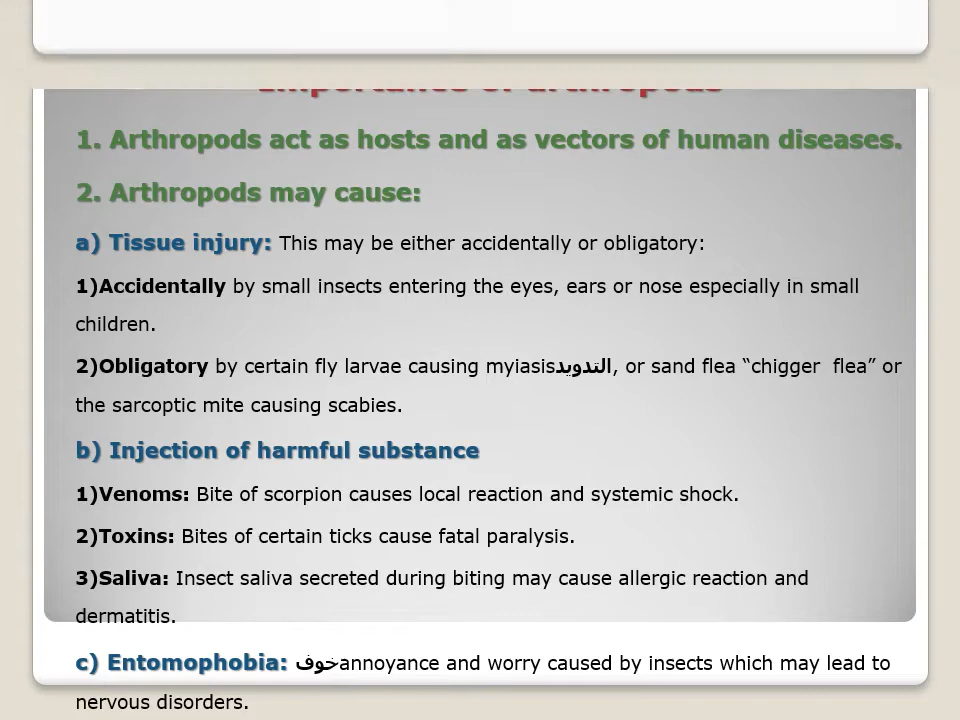 Importance of arthropods
1. Arthropods act as hosts and as vectors of human diseases.
2. Arthropods may cause:
a) Tissue injury: This may be either accidentally or obligatory:
1)Accidentally by small insects entering the eyes, ears or nose especially in small
children.
2)Obligatory by certain fly larvae causing myiasisالتدويد, or sand flea “chigger flea” or
the sarcoptic mite causing scabies.
b) Injection of harmful substance
1)Venoms: Bite of scorpion causes local reaction and systemic shock.
2)Toxins: Bites of certain ticks cause fatal paralysis.
3)Saliva: Insect saliva secreted during biting may cause allergic reaction and
dermatitis.
c) Entomophobia: خوفannoyance and worry caused by insects which may lead to
nervous disorders.